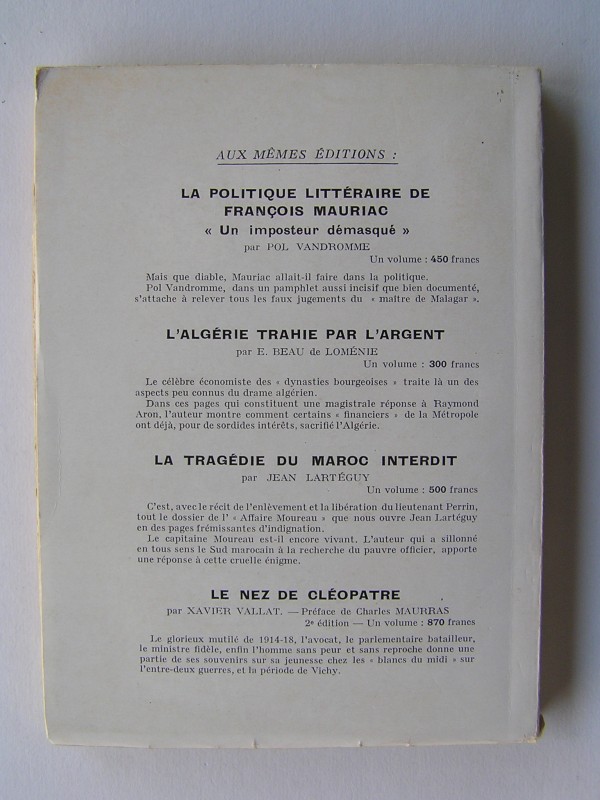 AUX MÊMES ÉDITIONS :
LA POLITIQUE LITTÉRAIRE DE
FRANÇOIS MAURIAC
« Un imposteur démasqué »
par POL VANDROMME
Un volume : 450 francs
Mais que diable, Mauriac allait-il faire dans la politique.
Pol Vandromme, dans un pamphlet aussi incisif que bien documenté,
s'attache à relever tous les faux jugements du « maître de Malagar ».
L'ALGÉRIE TRAHIE PAR L'ARGENT
par E. BEAU de LOMÉNIE
Un volume : 300 francs
Le célèbre économiste des « dynasties bourgeoises » traite là un des
aspects peu connus du drame algérien.
Dans ces pages qui constituent une magistrale réponse à Raymond
Aron, l'auteur montre comment certains « financiers » de la Métropole
ont déjà, pour de sordides intérêts, sacrifié l'Algérie.
LA TRAGÉDIE DU MAROC INTERDIT
par JEAN LARTÉGUY
Un volume : 500 francs
C'est, avec le récit de l'enlèvement et la libération du lieutenant Perrin,
tout le dossier de l' « Affaire Moureau » que nous ouvre Jean Lartéguy
en des pages frémissantes d'indignation.
Le capitaine Moureau est-il encore vivant. L'auteur qui a sillonné
en tous sens le Sud marocain à la recherche du pauvre officier, apporte
une réponse à cette cruelle énigme.
LE NEZ DE CLÉOPATRE
par XAVIER VALLAT. — Préface de Charles MAURRAS
2e édition — Un volume : 870 francs
Le glorieux mutilé de 1914-18, l'avocat, le parlementaire batailleur,
le ministre fidèle, enfin l'homme sans peur et sans reproche donne une
partie de ses souvenirs sur sa jeunesse chez les « blancs du midi » sur
l'entre-deux guerres, et la période de Vichy.